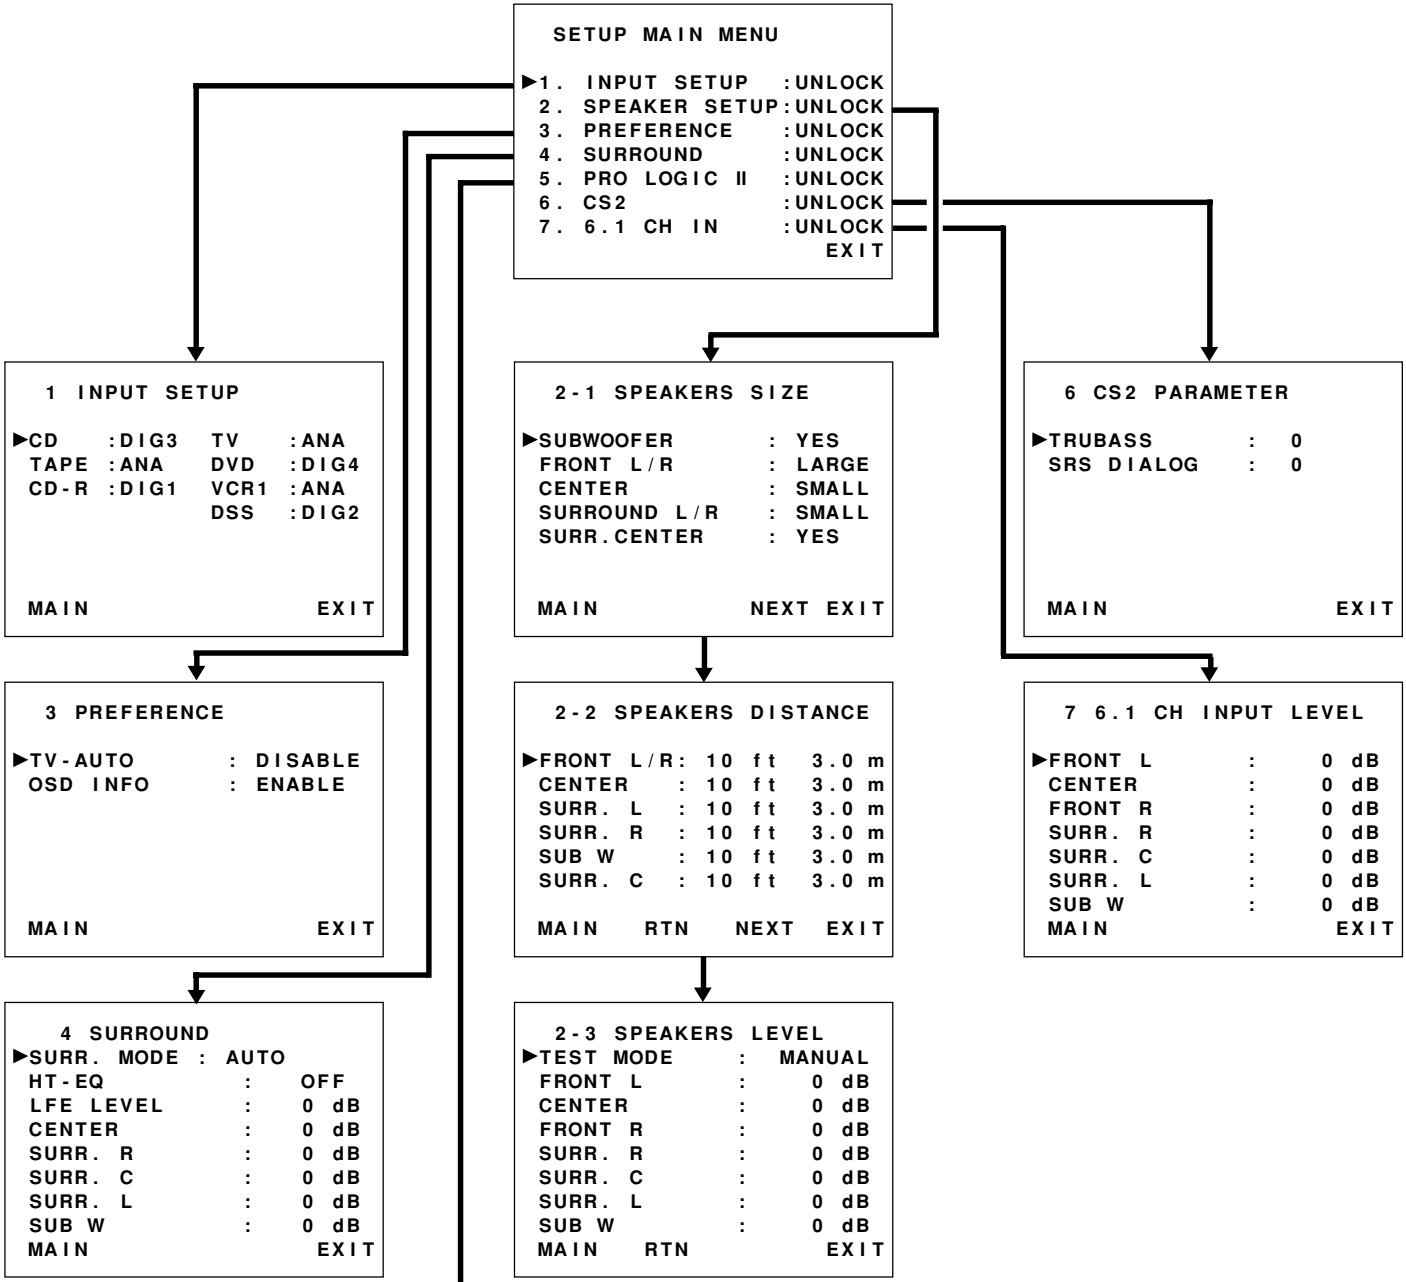 SETUP MAIN MENU
►1. INPUT SETUP :UNLOCK
2. SPEAKER SETUP:UNLOCK
3. PREFERENCE :UNLOCK
4. SURROUND :UNLOCK
5. PRO LOGIC II :UNLOCK
6. CS2 :UNLOCK
7. 6.1 CH IN :UNLOCK
EXIT
1 INPUT SETUP
►CD :DIG3 TV :ANA
TAPE :ANA DVD :DIG4
CD-R :DIG1 VCR1 :ANA
DSS :DIG2
MAIN EXIT
2-1 SPEAKERS SIZE
►SUBWOOFER : YES
FRONT L/R : LARGE
CENTER : SMALL
SURROUND L/R : SMALL
SURR.CENTER : YES
MAIN NEXT EXIT
6 CS2 PARAMETER
►TRUBASS : 0
SRS DIALOG : 0
MAIN EXIT
3 PREFERENCE
►TV-AUTO : DISABLE
OSD INFO : ENABLE
MAIN EXIT
2-2 SPEAKERS DISTANCE
►FRONT L/R: 10 ft 3.0 m
CENTER : 10 ft 3.0 m
SURR. L : 10 ft 3.0 m
SURR. R : 10 ft 3.0 m
SUB W : 10 ft 3.0 m
SURR. C : 10 ft 3.0 m
MAIN RTN NEXT EXIT
7 6.1 CH INPUT LEVEL
►FRONT L : 0 dB
CENTER : 0 dB
FRONT R : 0 dB
SURR. R : 0 dB
SURR. C : 0 dB
SURR. L : 0 dB
SUB W : 0 dB
MAIN EXIT
4 SURROUND
►SURR. MODE : AUTO
HT-EQ : OFF
LFE LEVEL : 0 dB
CENTER : 0 dB
SURR. R : 0 dB
SURR. C : 0 dB
SURR. L : 0 dB
SUB W : 0 dB
MAIN EXIT
2-3 SPEAKERS LEVEL
►TEST MODE : MANUAL
FRONT L : 0 dB
CENTER : 0 dB
FRONT R : 0 dB
SURR. R : 0 dB
SURR. C : 0 dB
SURR. L : 0 dB
SUB W : 0 dB
MAIN RTN EXIT